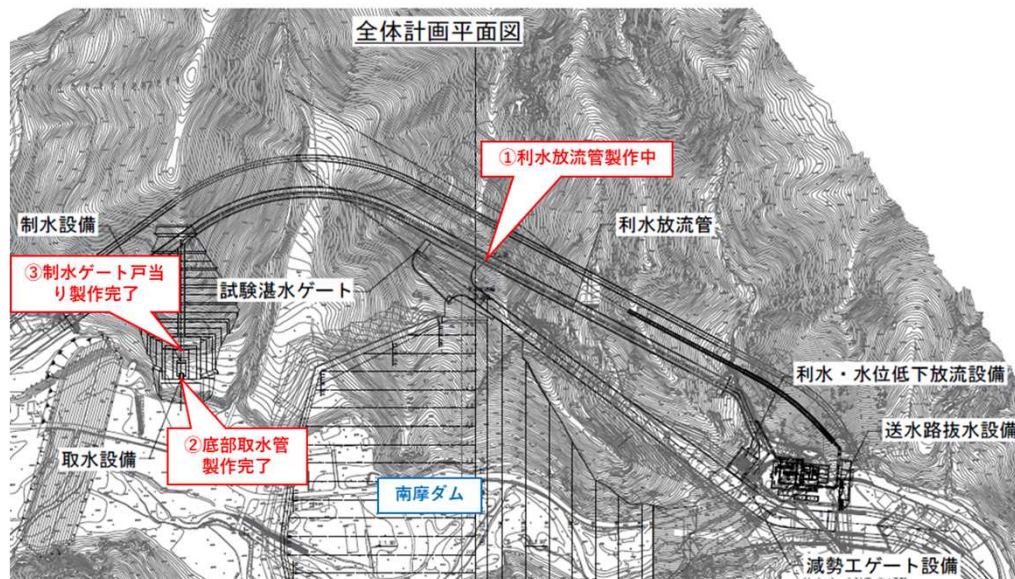 全体計画平面図
①利水放流管製作中
制水設備
利水放流管
③制水ゲート戸当
り製作完了
試験湛水ゲート
利水・水位低下放流設備
送水路抜水設備
②底部取水管
製作完了
取水設備
南摩ダム
減勢工ゲート設備